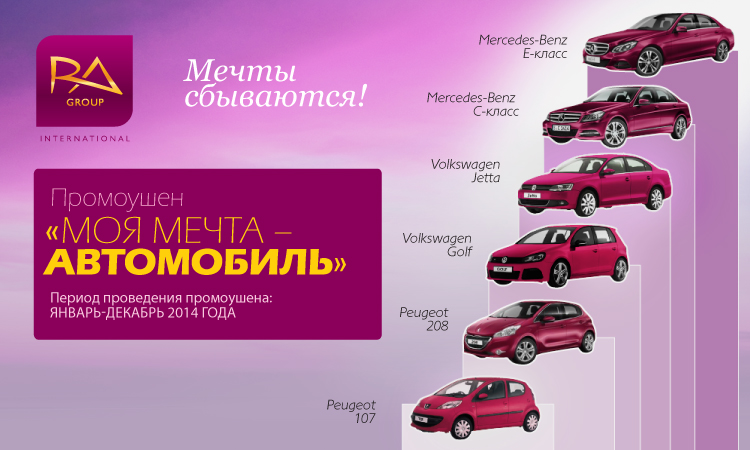 RA
GROUP
INTERNATIONAL
Мечты
сбываются!
Промоушен
«МОЯ МЕЧТА –
АВТОМОБИЛЬ»
Период проведения промоушена:
ЯНВАРЬ-ДЕКАБРЬ 2014 ГОДА
Mercedes-Benz
E-класс
Mercedes-Benz
C-класс
Volkswagen
Jetta
Volkswagen
Golf
Peugeot
208
Peugeot
107